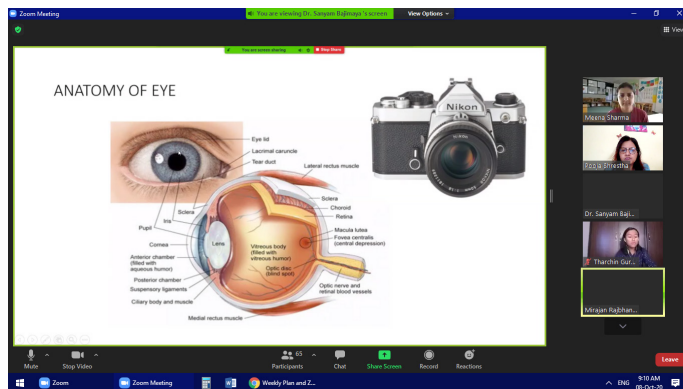 Zoom Meeting
You are viewing Dr. Sanyam Bajimaya 's screen
View Options
View
You are screen sharing
Stop Share
ANATOMY OF EYE
Nikon
Eye lid
Lacrimal caruncle
Tear duct
Lateral rectus muscle
Sclera
Iris
Pupil
Sclera
Choroid
Retina
Cornea
Lens
Macula lutea
Fovea centralis
(central depression)
Anterior chamber
(filled with
aqueous humor)
Vitreous body
(filled with
vitreous humor)
Optic disc
(blind spot)
Posterior chamber
Suspensory ligaments
Ciliary body and muscle
Optic nerve and
retinal blood vessels
Medial rectus muscle
Meena Sharma
Dr. Sanyam Baji...
Tharchin Gur...
Mirajan Rajbhan...
Mute
Stop Video
65
Participants
Chat
Share Screen
Record
Reactions
Leave
Zoom
Zoom Meeting
Weekly Plan and Z...
ENG
9:10 AM
08-Oct-20